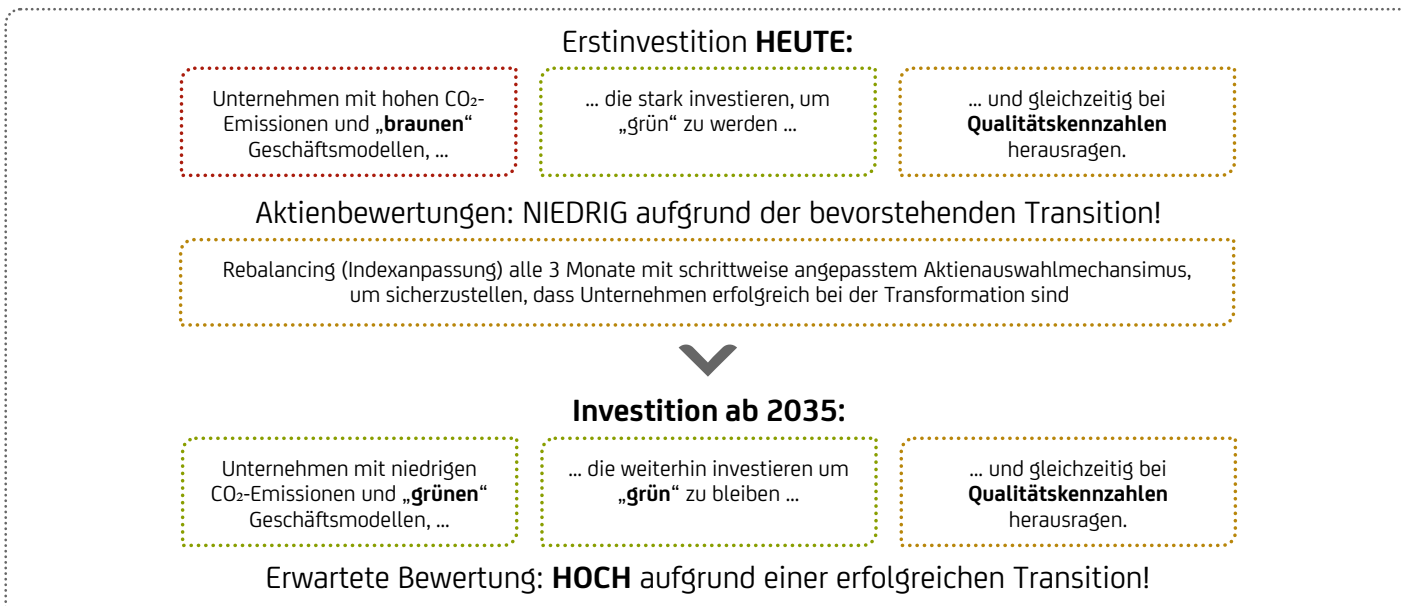 Erstinvestition HEUTE:
Unternehmen mit hohen CO₂-
Emissionen und „braunen“
Geschäftsmodellen, ...
... die stark investieren, um
„grün“ zu werden ...
... und gleichzeitig bei
Qualitätskennzahlen
herausragen.
Aktienbewertungen: NIEDRIG aufgrund der bevorstehenden Transition!
Rebalancing (Indexanpassung) alle 3 Monate mit schrittweise angepasstem Aktienauswahlmechansimus,
um sicherzustellen, dass Unternehmen erfolgreich bei der Transformation sind
Investition ab 2035:
Unternehmen mit niedrigen
CO₂-Emissionen und „grünen“
Geschäftsmodellen, ...
... die weiterhin investieren um
„grün“ zu bleiben ...
... und gleichzeitig bei
Qualitätskennzahlen
herausragen.
Erwartete Bewertung: HOCH aufgrund einer erfolgreichen Transition!